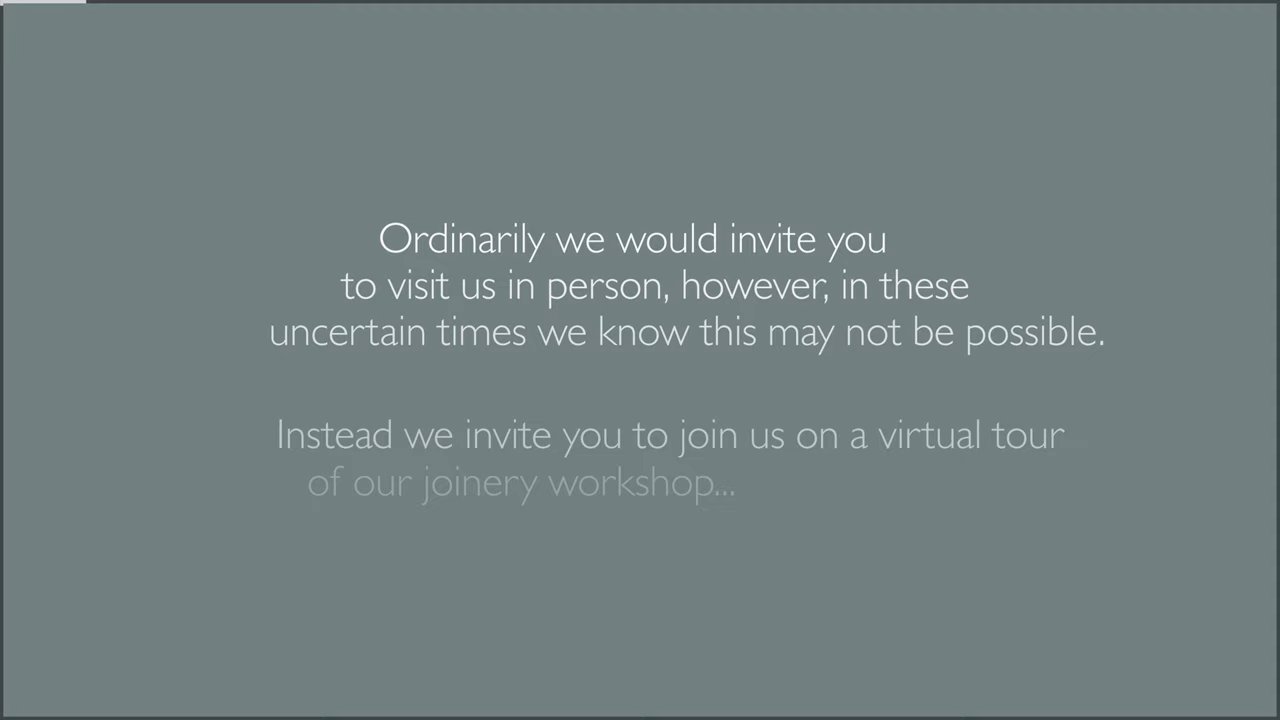 Ordinarily we would invite you
to visit us in person, however, in these
uncertain times we know this may not be possible.
Instead we invite you to join us on a virtual tour
of our joinery workshop...